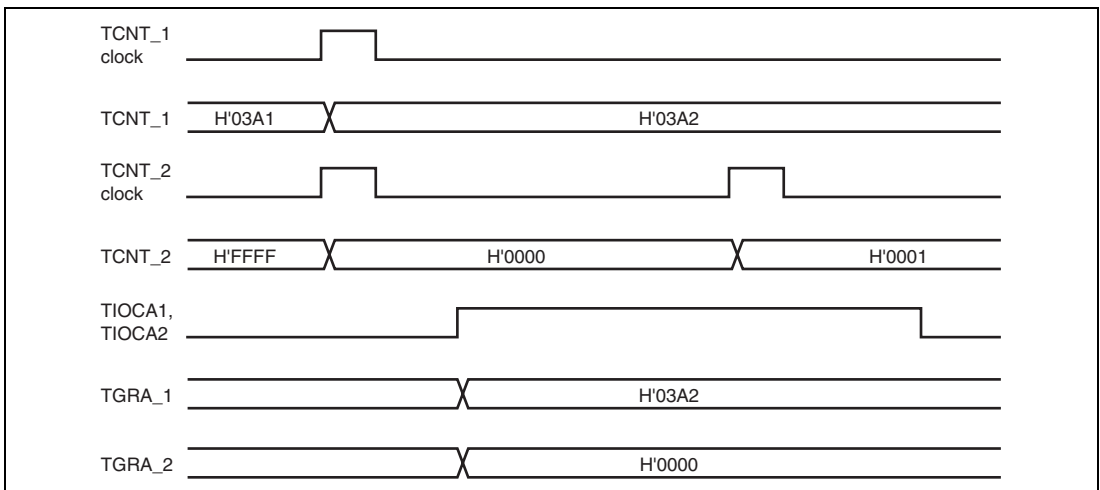 TCNT_1
clock
TCNT_1 H'03A1 H'03A2
TCNT_2
clock
TCNT_2 H'FFFF H'0000 H'0001
TIOCA1,
TIOCA2
TGRA_1 H'03A2
TGRA_2 H'0000